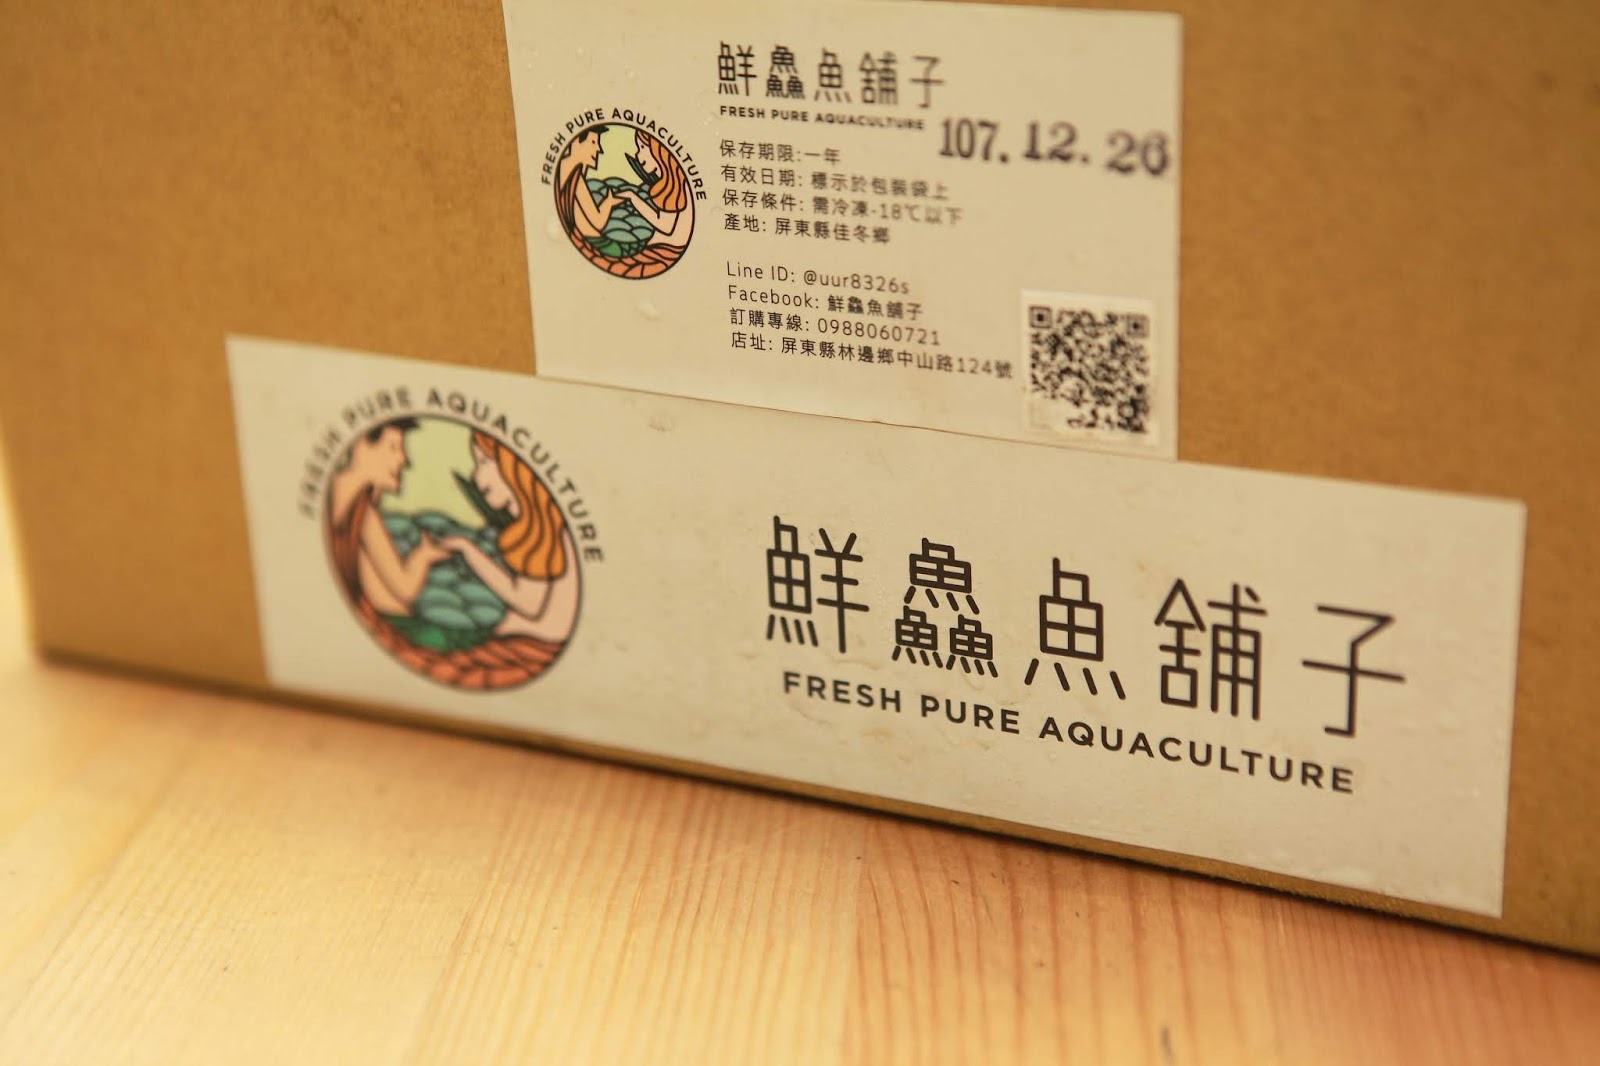 鮮鱻魚舖子
FRESH PURE AQUACULTURE
107.12.26
FRESH PURE AQUACULTURE
保存期限:一年
有效日期: 標示於包裝袋上
保存條件: 需冷凍-18℃以下
產地: 屏東縣佳冬鄉
Line ID: @uur8326s
Facebook: 鮮鱻魚舖子
訂購專線: 0988060721
店址: 屏東縣林邊鄉中山路124號
FRESH PURE AQUACULTURE
鮮鱻魚舖子
FRESH PURE AQUACULTURE